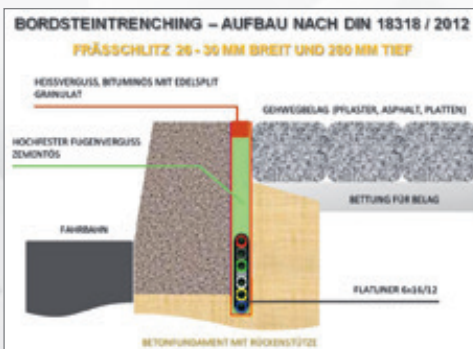 BORDSTEINTRENCHING – AUFBAU NACH DIN 18318 / 2012
FRÄSSCHLITZ 26 - 30 MM BREIT UND 280 MM TIEF
HEISSVERGUSS, BITUMINÖS MIT EDELSPLIT
GRANULAT
GEHWEGBELAG (PFLASTER, ASPHALT, PLATTEN)
HOCHFESTER FUGENVERGUSS
ZEMENTÖS
BETTUNG FÜR BELAG
FAHRBAHN
FLATLINER 6x16/12
BETONFUNDAMENT MIT RÜCKENSTÜTZE